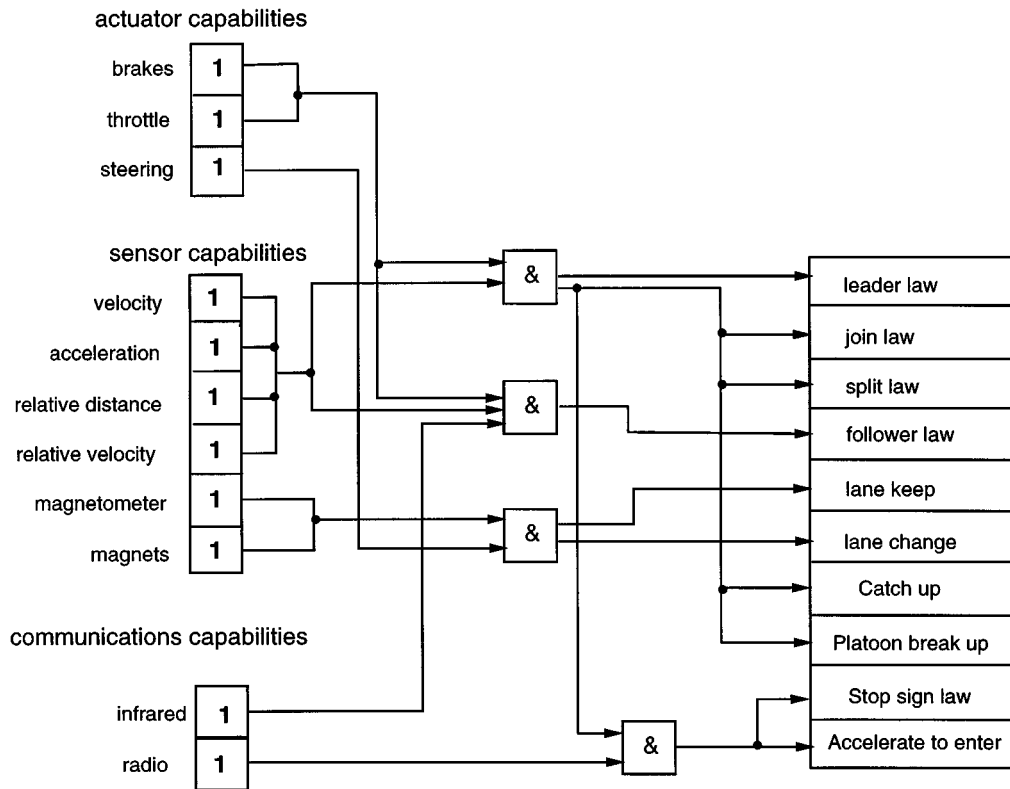 actuator capabilities
brakes 1
throttle 1
steering 1
sensor capabilities
velocity 1
acceleration 1
relative distance 1
relative velocity 1
magnetometer 1
magnets 1
communications capabilities
infrared 1
radio 1
&
&
&
&
leader law
join law
split law
follower law
lane keep
lane change
Catch up
Platoon break up
Stop sign law
Accelerate to enter